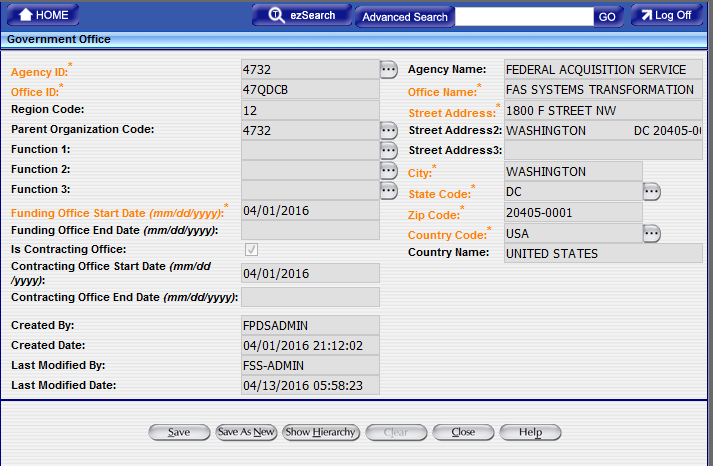 HOME ezSearch Advanced Search GO Log Off
Government Office
Agency ID:* 4732 Agency Name: FEDERAL ACQUISITION SERVICE
Office ID:* 47QDCB Office Name:* FAS SYSTEMS TRANSFORMATION
Region Code: 12 Street Address:* 1800 F STREET NW
Parent Organization Code: 4732 Street Address2: WASHINGTON DC 20405-0
Function 1: Street Address3:
Function 2: City:* WASHINGTON
Function 3: State Code:* DC
Funding Office Start Date (mm/dd/yyyy):* 04/01/2016 Zip Code:* 20405-0001
Funding Office End Date (mm/dd/yyyy): Country Code:* USA
Is Contracting Office: Country Name: UNITED STATES
Contracting Office Start Date (mm/dd
/yyyy): 04/01/2016
Contracting Office End Date (mm/dd/yyyy):
Created By: FPDSADMIN
Created Date: 04/01/2016 21:12:02
Last Modified By: FSS-ADMIN
Last Modified Date: 04/13/2016 05:58:23
Save Save As New Show Hierarchy Clear Close Help